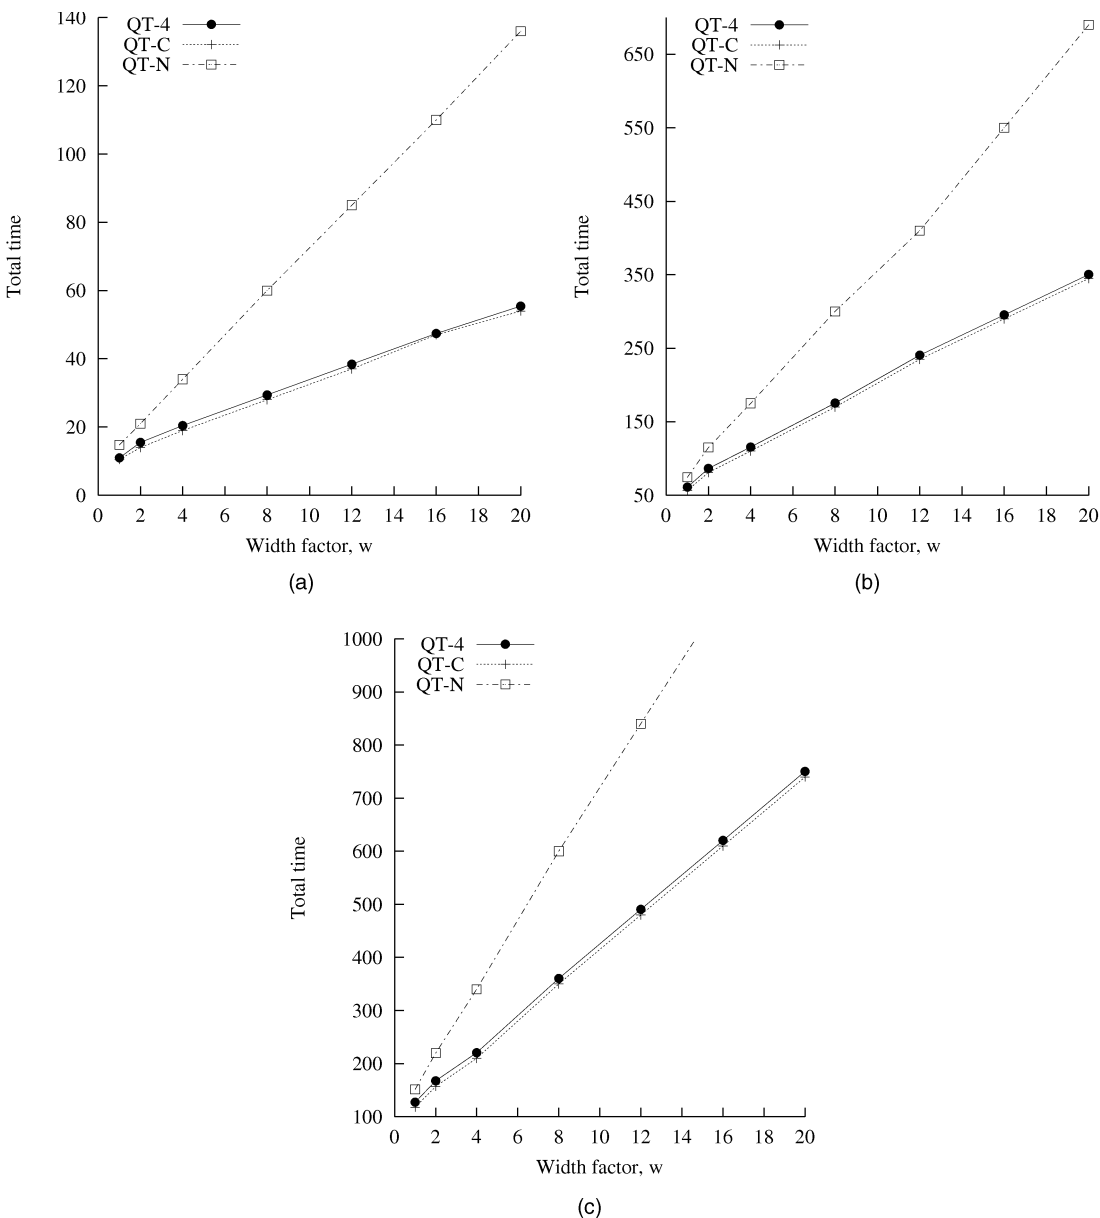 140
120
100
80
60
40
20
0
QT-4
QT-C
QT-N
Total time
0 2 4 6 8 10 12 14 16 18 20
Width factor, w
(a)
650
550
450
350
250
150
50
QT-4
QT-C
QT-N
Total time
0 2 4 6 8 10 12 14 16 18 20
Width factor, w
(b)
1000
900
800
700
600
500
400
300
200
100
QT-4
QT-C
QT-N
Total time
0 2 4 6 8 10 12 14 16 18 20
Width factor, w
(c)